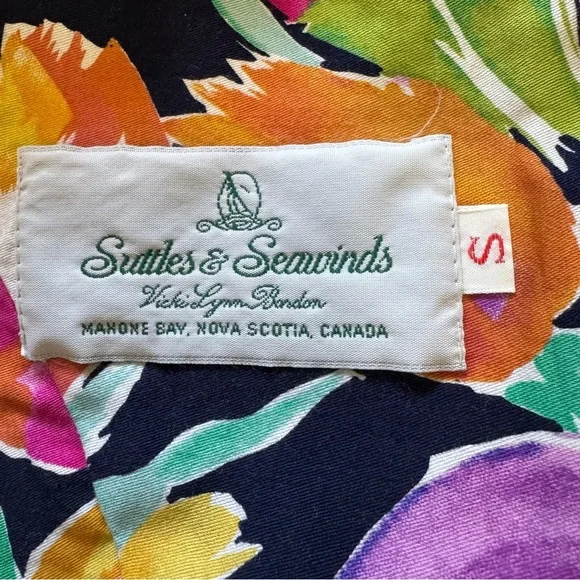 Suttles & Seawinds
Vicki Lynn Bardon
MAHONE BAY, NOVA SCOTIA, CANADA
S